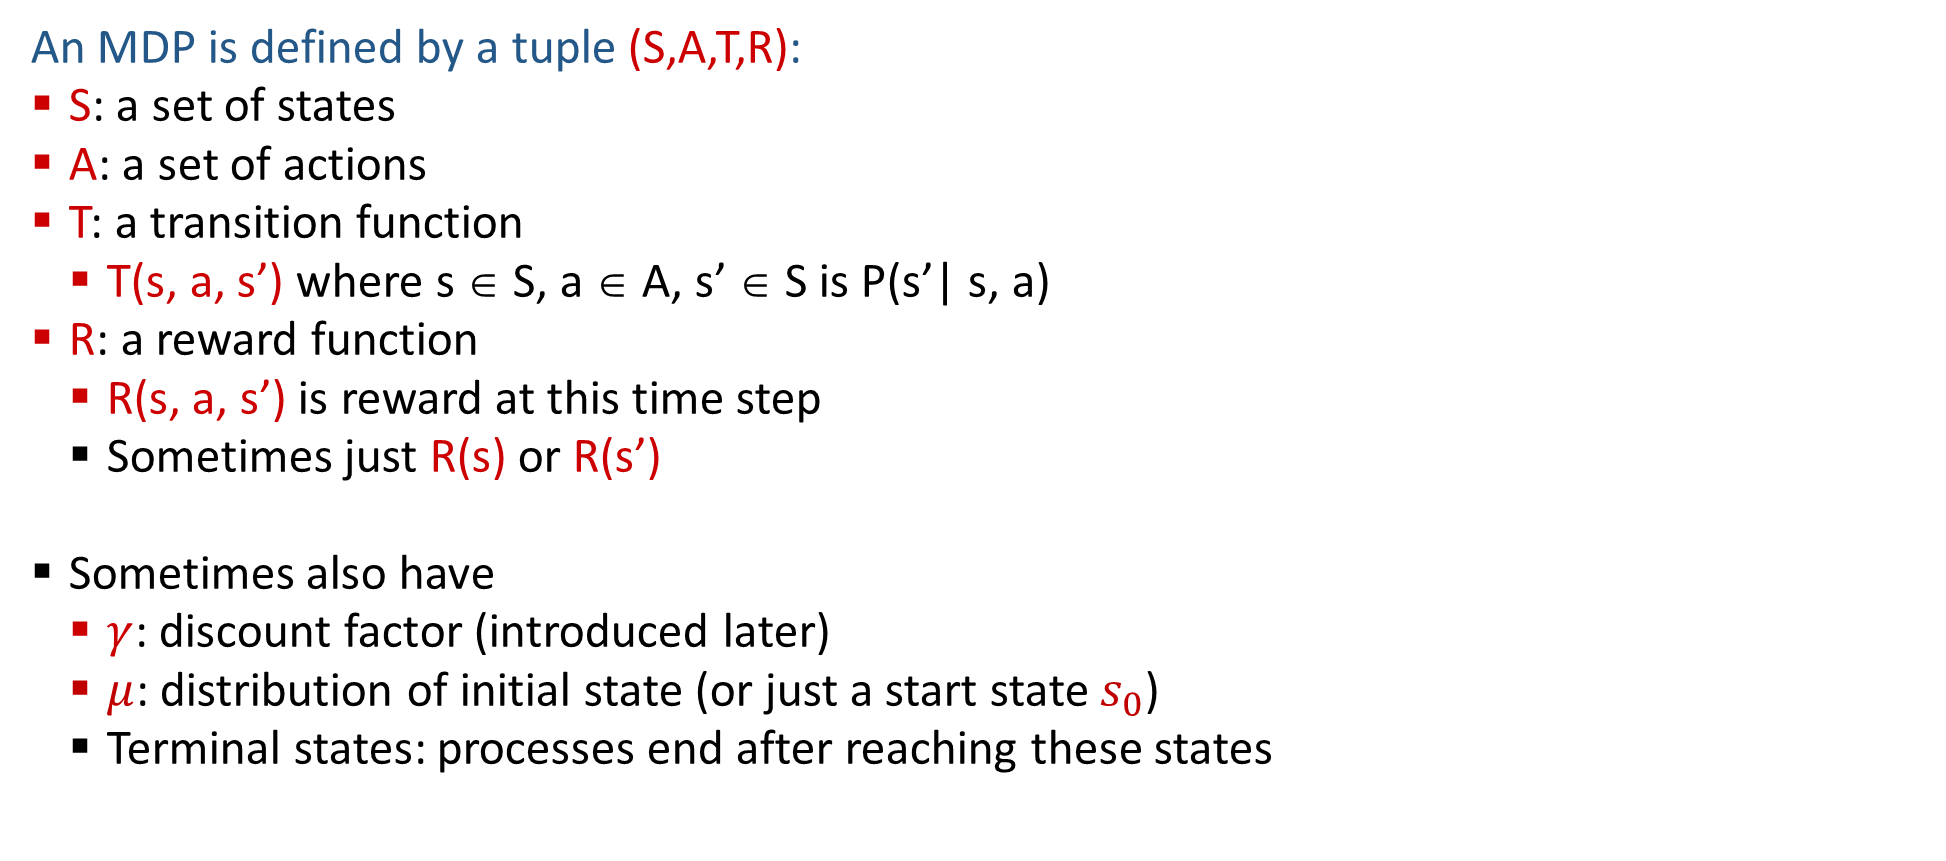 An MDP is defined by a tuple (S,A,T,R):
▪ S: a set of states
▪ A: a set of actions
▪ T: a transition function
▪ T(s, a, s’) where s ∈ S, a ∈ A, s’ ∈ S is P(s’| s, a)
▪ R: a reward function
▪ R(s, a, s’) is reward at this time step
▪ Sometimes just R(s) or R(s’)
▪ Sometimes also have
▪ γ: discount factor (introduced later)
▪ μ: distribution of initial state (or just a start state s₀)
▪ Terminal states: processes end after reaching these states